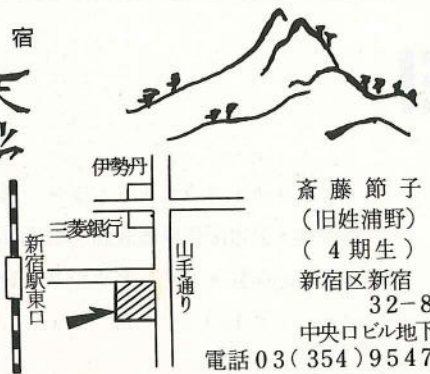 宿
伊勢丹
三菱銀行
新宿駅東口
山手通り
斎藤節子
(旧姓浦野)
(4期生)
新宿区新宿
32-8
中央口ビル地下
電話03(354)9547